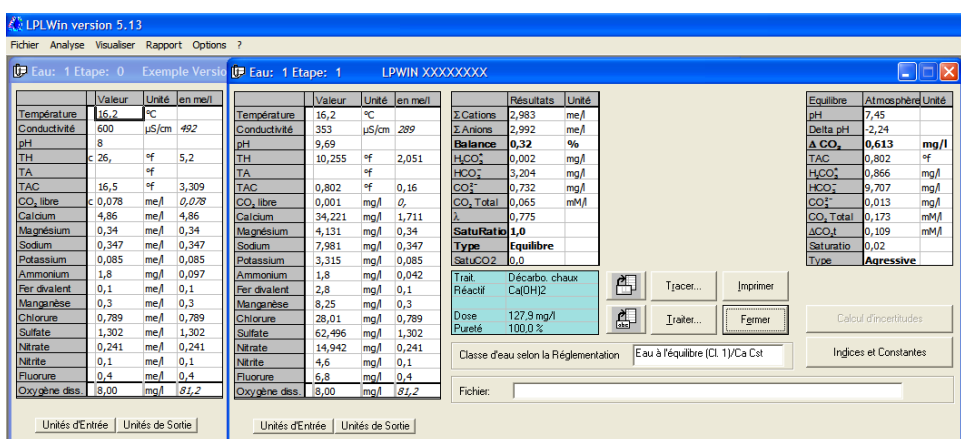 LPLWin version 5.13
Fichier Analyse Visualiser Rapport Options ?
Eau: 1 Etape: 0 Exemple Versio
Valeur Unité en me/l
Température 16,2 °C
Conductivité 600 µS/cm 492
pH 8
TH c 26, °f 5,2
TA °f
TAC 16,5 °f 3,309
CO₂ libre c 0,078 me/l 0,078
Calcium 4,86 me/l 4,86
Magnésium 0,34 me/l 0,34
Sodium 0,347 me/l 0,347
Potassium 0,085 me/l 0,085
Ammonium 1,8 mg/l 0,097
Fer divalent 0,1 me/l 0,1
Manganèse 0,3 me/l 0,3
Chlorure 0,789 me/l 0,789
Sulfate 1,302 me/l 1,302
Nitrate 0,241 me/l 0,241
Nitrite 0,1 me/l 0,1
Fluorure 0,4 me/l 0,4
Oxygène diss. 8,00 mg/l 81,2
Unités d'Entrée Unités de Sortie
Eau: 1 Etape: 1 LPWIN XXXXXXXX
Valeur Unité en me/l
Température 16,2 °C
Conductivité 353 µS/cm 289
pH 9,69
TH 10,255 °f 2,051
TA °f
TAC 0,802 °f 0,16
CO₂ libre 0,001 mg/l 0,
Calcium 34,221 mg/l 1,711
Magnésium 4,131 mg/l 0,34
Sodium 7,981 mg/l 0,347
Potassium 3,315 mg/l 0,085
Ammonium 1,8 mg/l 0,042
Fer divalent 2,8 mg/l 0,1
Manganèse 8,25 mg/l 0,3
Chlorure 28,01 mg/l 0,789
Sulfate 62,496 mg/l 1,302
Nitrate 14,942 mg/l 0,241
Nitrite 4,6 mg/l 0,1
Fluorure 6,8 mg/l 0,4
Oxygène diss. 8,00 mg/l 81,2
Unités d'Entrée Unités de Sortie
Résultats Unité
Σ Cations 2,983 me/l
Σ Anions 2,992 me/l
Balance 0,32 %
H₂CO₃* 0,002 mg/l
HCO₃⁻ 3,204 mg/l
CO₃²⁻ 0,732 mg/l
CO₂ Total 0,065 mM/l
λ 0,775
SatuRatio 1,0
Type Equilibre
SatuCO2 0,0
Trait. Décarbo. chaux
Réactif Ca(OH)2
Dose 127,9 mg/l
Pureté 100,0 %
Tracer... Imprimer
Traiter... Fermer
Classe d'eau selon la Réglementation Eau à l'équilibre (Cl. 1)/Ca Cst
Fichier:
Equilibre Atmosphère Unité
pH 7,45
Delta pH -2,24
Δ CO₂ 0,613 mg/l
TAC 0,802 °f
H₂CO₃* 0,866 mg/l
HCO₃⁻ 9,707 mg/l
CO₃²⁻ 0,013 mg/l
CO₂ Total 0,173 mM/l
ΔCO₂t 0,109 mM/l
Saturatio 0,02
Type Agressive
Calcul d'incertitudes
Indices et Constantes